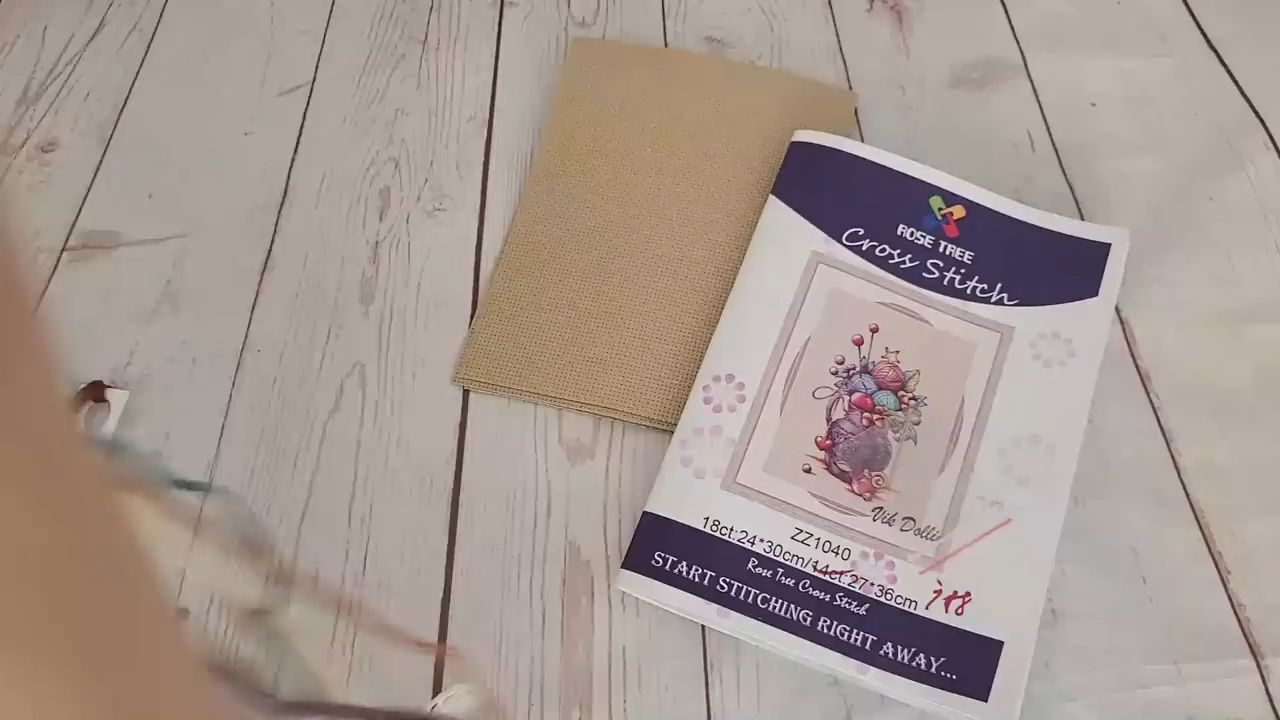 ROSE TREE
Cross Stitch
Vik Dolli
ZZ1040
18ct:24*30cm/14ct:27*36cm
Rose Tree Cross Stitch
START STITCHING RIGHT AWAY...